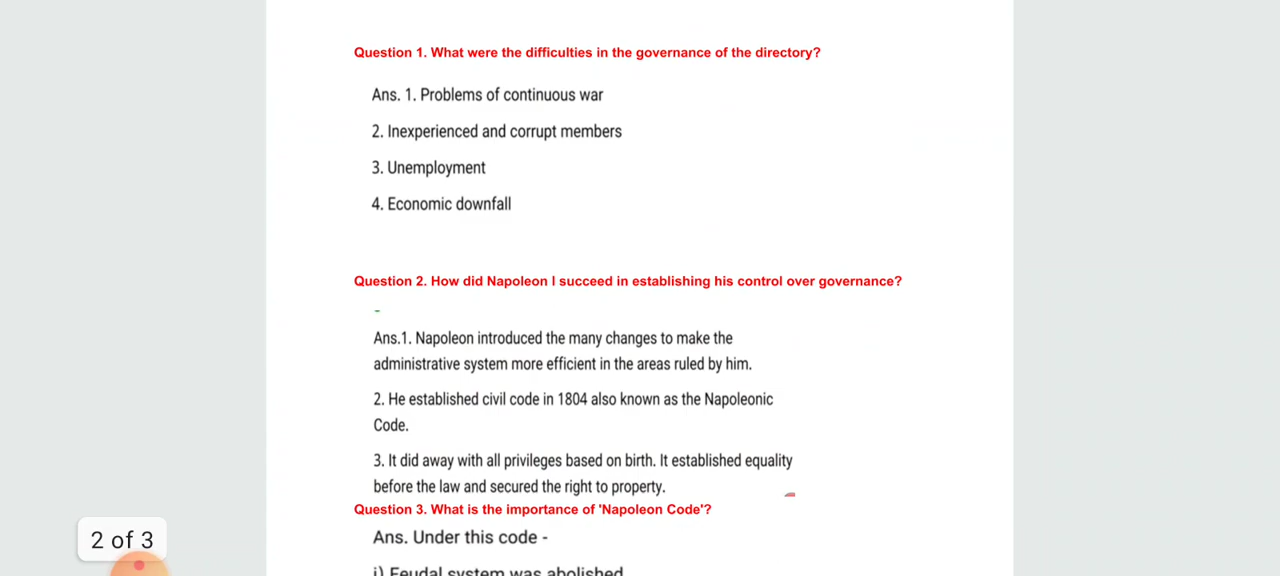 Question 1. What were the difficulties in the governance of the directory?
Ans. 1. Problems of continuous war
2. Inexperienced and corrupt members
3. Unemployment
4. Economic downfall
Question 2. How did Napoleon I succeed in establishing his control over governance?
Ans.1. Napoleon introduced the many changes to make the
administrative system more efficient in the areas ruled by him.
2. He established civil code in 1804 also known as the Napoleonic
Code.
3. It did away with all privileges based on birth. It established equality
before the law and secured the right to property.
Question 3. What is the importance of 'Napoleon Code'?
Ans. Under this code -
i) Feudal system was abolished
2 of 3